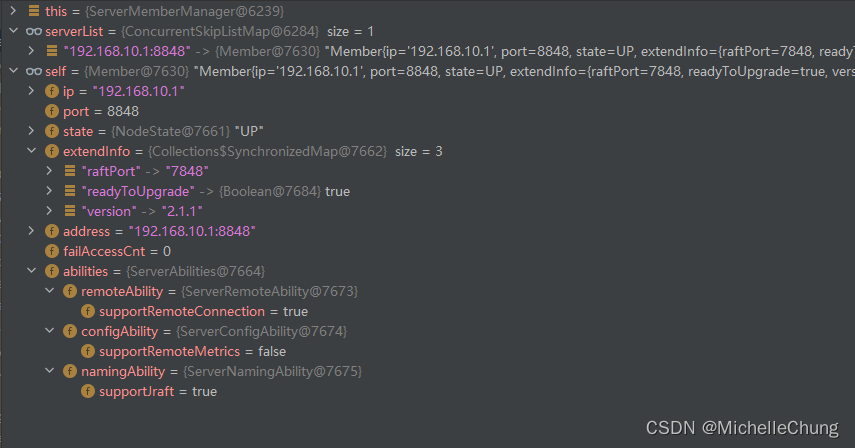 this = {ServerMemberManager@6239}
serverList = {ConcurrentSkipListMap@6284} size = 1
"192.168.10.1:8848" -> {Member@7630} "Member{ip='192.168.10.1', port=8848, state=UP, extendInfo={raftPort=7848, ready
self = {Member@7630} "Member{ip='192.168.10.1', port=8848, state=UP, extendInfo={raftPort=7848, readyToUpgrade=true, vers
f ip = "192.168.10.1"
f port = 8848
f state = {NodeState@7661} "UP"
f extendInfo = {Collections$SynchronizedMap@7662} size = 3
"raftPort" -> "7848"
"readyToUpgrade" -> {Boolean@7684} true
"version" -> "2.1.1"
f address = "192.168.10.1:8848"
f failAccessCnt = 0
f abilities = {ServerAbilities@7664}
f remoteAbility = {ServerRemoteAbility@7673}
f supportRemoteConnection = true
f configAbility = {ServerConfigAbility@7674}
f supportRemoteMetrics = false
f namingAbility = {ServerNamingAbility@7675}
f supportJraft = true
CSDN @MichelleChung